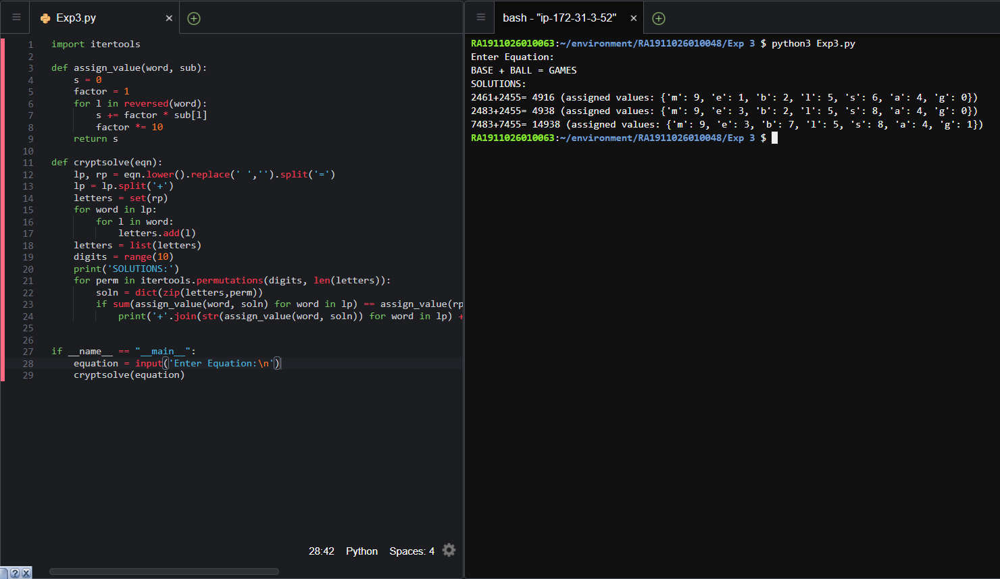 Exp3.py
1 import itertools
2
3 def assign_value(word, sub):
4     s = 0
5     factor = 1
6     for l in reversed(word):
7         s += factor * sub[l]
8         factor *= 10
9     return s
10
11 def cryptsolve(eqn):
12     lp, rp = eqn.lower().replace(' ','').split('=')
13     lp = lp.split('+')
14     letters = set(rp)
15     for word in lp:
16         for l in word:
17             letters.add(l)
18     letters = list(letters)
19     digits = range(10)
20     print('SOLUTIONS:')
21     for perm in itertools.permutations(digits, len(letters)):
22         soln = dict(zip(letters,perm))
23         if sum(assign_value(word, soln) for word in lp) == assign_value(rp
24             print('+'.join(str(assign_value(word, soln)) for word in lp) +
25
26
27 if __name__ == "__main__":
28     equation = input('Enter Equation:\n')
29     cryptsolve(equation)
28:42 Python Spaces: 4
bash - "ip-172-31-3-52"
RA1911026010063:~/environment/RA1911026010048/Exp 3 $ python3 Exp3.py
Enter Equation:
BASE + BALL = GAMES
SOLUTIONS:
2461+2455= 4916 (assigned values: {'m': 9, 'e': 1, 'b': 2, 'l': 5, 's': 6, 'a': 4, 'g': 0})
2483+2455= 4938 (assigned values: {'m': 9, 'e': 3, 'b': 2, 'l': 5, 's': 8, 'a': 4, 'g': 0})
7483+7455= 14938 (assigned values: {'m': 9, 'e': 3, 'b': 7, 'l': 5, 's': 8, 'a': 4, 'g': 1})
RA1911026010063:~/environment/RA1911026010048/Exp 3 $